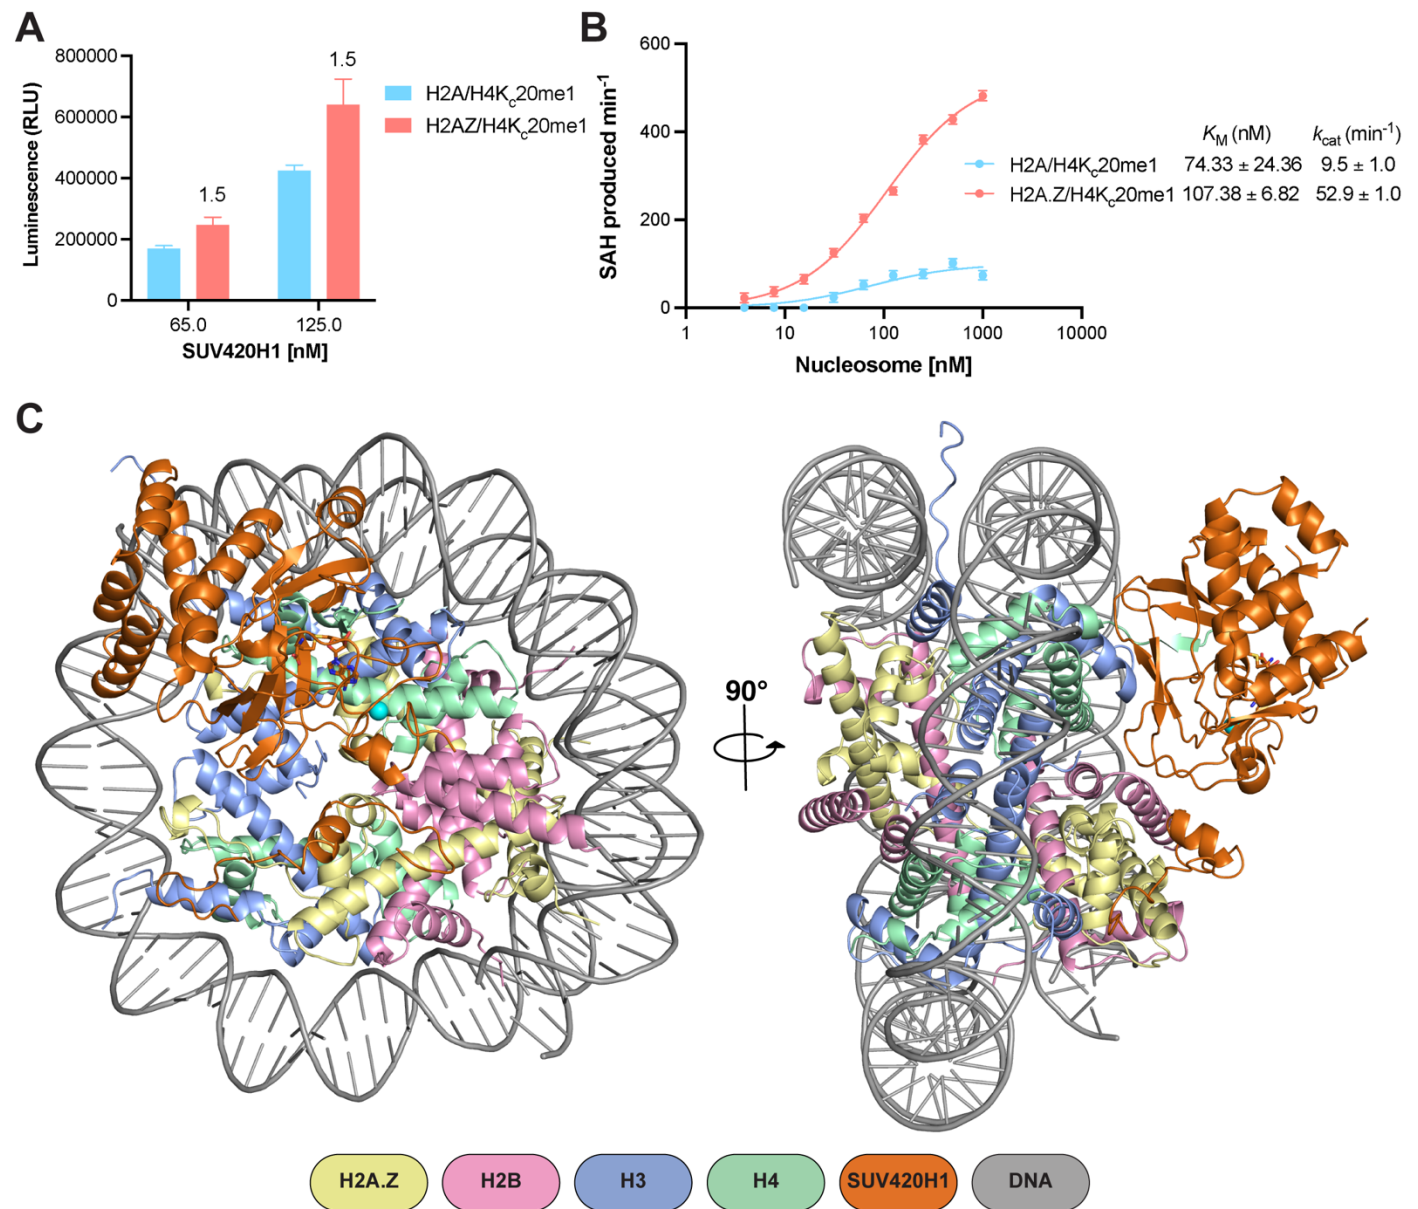 A
800000
600000
400000
200000
0
Luminescence (RLU)
1.5
1.5
65.0
125.0
SUV420H1 [nM]
H2A/H4Kc20me1
H2AZ/H4Kc20me1
B
600
400
200
0
SAH produced min-1
1
10
100
1000
10000
Nucleosome [nM]
KM (nM) kcat (min-1)
H2A/H4Kc20me1 74.33 ± 24.36 9.5 ± 1.0
H2A.Z/H4Kc20me1 107.38 ± 6.82 52.9 ± 1.0
C
90°
H2A.Z
H2B
H3
H4
SUV420H1
DNA